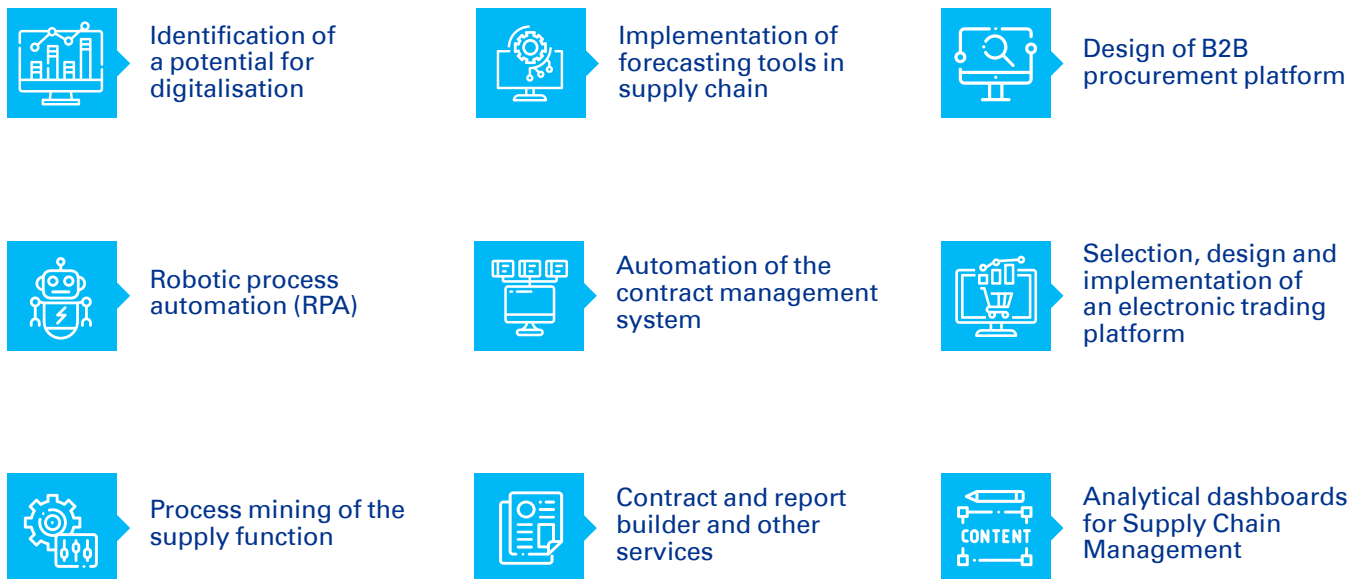 Identification of
a potential for
digitalisation
Implementation of
forecasting tools in
supply chain
Design of B2B
procurement platform
Robotic process
automation (RPA)
Automation of the
contract management
system
Selection, design and
implementation of
an electronic trading
platform
Process mining of the
supply function
Contract and report
builder and other
services
CONTENT
Analytical dashboards
for Supply Chain
Management